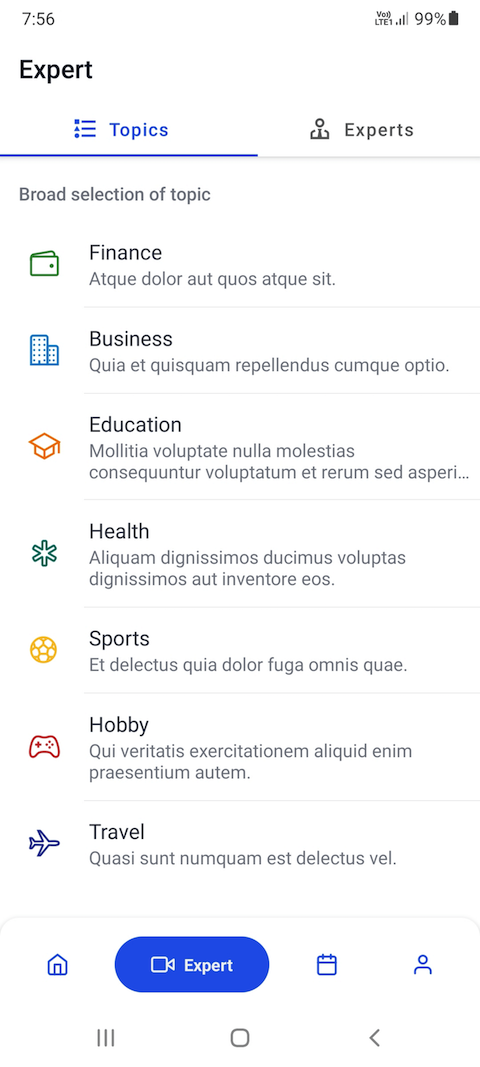 7:56
Vo))
LTE1
99%
Expert
Topics
Experts
Broad selection of topic
Finance
Atque dolor aut quos atque sit.
Business
Quia et quisquam repellendus cumque optio.
Education
Mollitia voluptate nulla molestias
consequuntur voluptatum et rerum sed asperi...
Health
Aliquam dignissimos ducimus voluptas
dignissimos aut inventore eos.
Sports
Et delectus quia dolor fuga omnis quae.
Hobby
Qui veritatis exercitationem aliquid enim
praesentium autem.
Travel
Quasi sunt numquam est delectus vel.
Expert